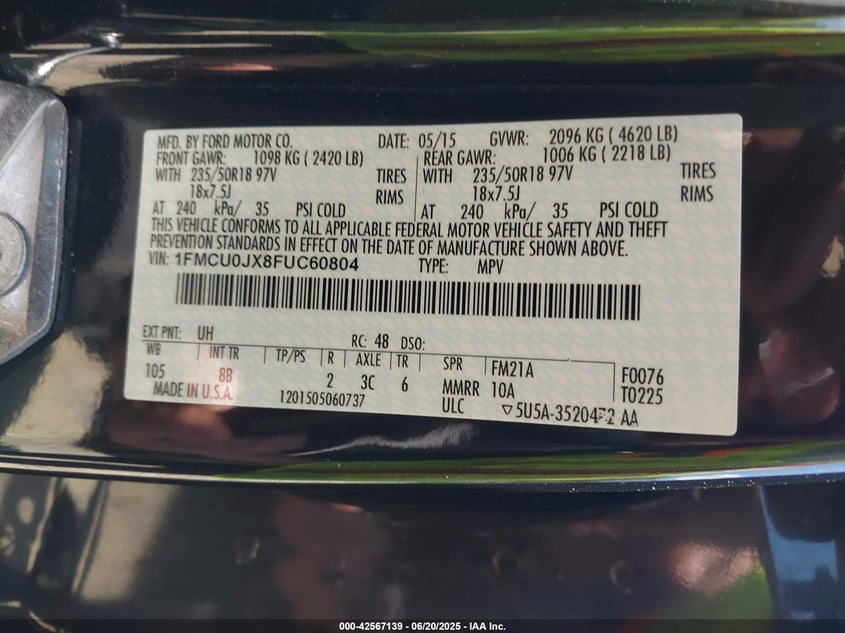 MFD. BY FORD MOTOR CO. DATE: 05/15 GVWR: 2096 KG ( 4620 LB)
FRONT GAWR: 1098 KG ( 2420 LB) REAR GAWR: 1006 KG ( 2218 LB)
WITH 235/50R18 97V TIRES WITH 235/50R18 97V TIRES
18x7.5J RIMS 18x7.5J RIMS
AT 240 kPa/ 35 PSI COLD AT 240 kPa/ 35 PSI COLD
THIS VEHICLE CONFORMS TO ALL APPLICABLE FEDERAL MOTOR VEHICLE SAFETY AND THEFT
PREVENTION STANDARDS IN EFFECT ON THE DATE OF MANUFACTURE SHOWN ABOVE.
VIN: 1FMCU0JX8FUC60804 TYPE: MPV
EXT PNT: UH RC: 48 DSO:
WB INT TR TP/PS R AXLE TR SPR FM21A F0076
105 8B 2 3C 6 MMRR 10A T0225
MADE IN U.S.A. 1201505060737 ULC ▽5U5A-3520472 AA
000-42567139 - 06/20/2025 - IAA Inc.